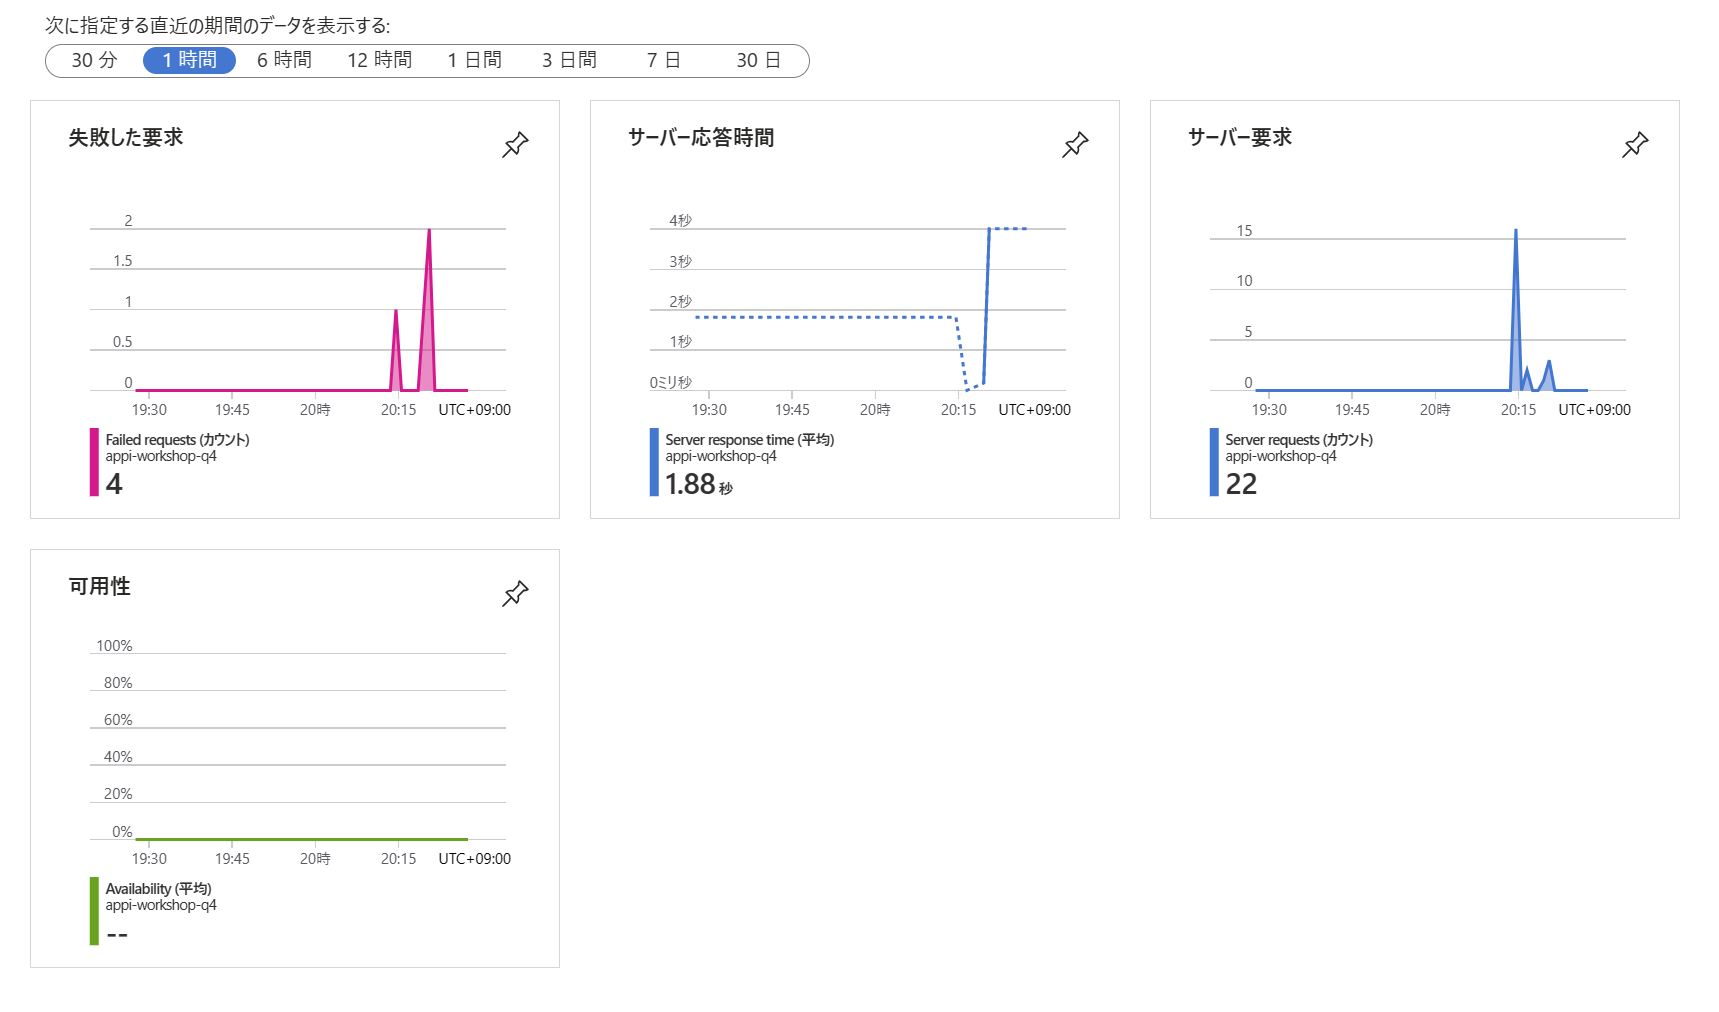 次に指定する直近の期間のデータを表示する:
30 分 1 時間 6 時間 12 時間 1 日間 3 日間 7 日 30 日
失敗した要求
2
1.5
1
0.5
0
19:30 19:45 20時 20:15 UTC+09:00
Failed requests (カウント)
appi-workshop-q4
4
サーバー応答時間
4秒
3秒
2秒
1秒
0ミリ秒
19:30 19:45 20時 20:15 UTC+09:00
Server response time (平均)
appi-workshop-q4
1.88 秒
サーバー要求
15
10
5
0
19:30 19:45 20時 20:15 UTC+09:00
Server requests (カウント)
appi-workshop-q4
22
可用性
100%
80%
60%
40%
20%
0%
19:30 19:45 20時 20:15 UTC+09:00
Availability (平均)
appi-workshop-q4
--